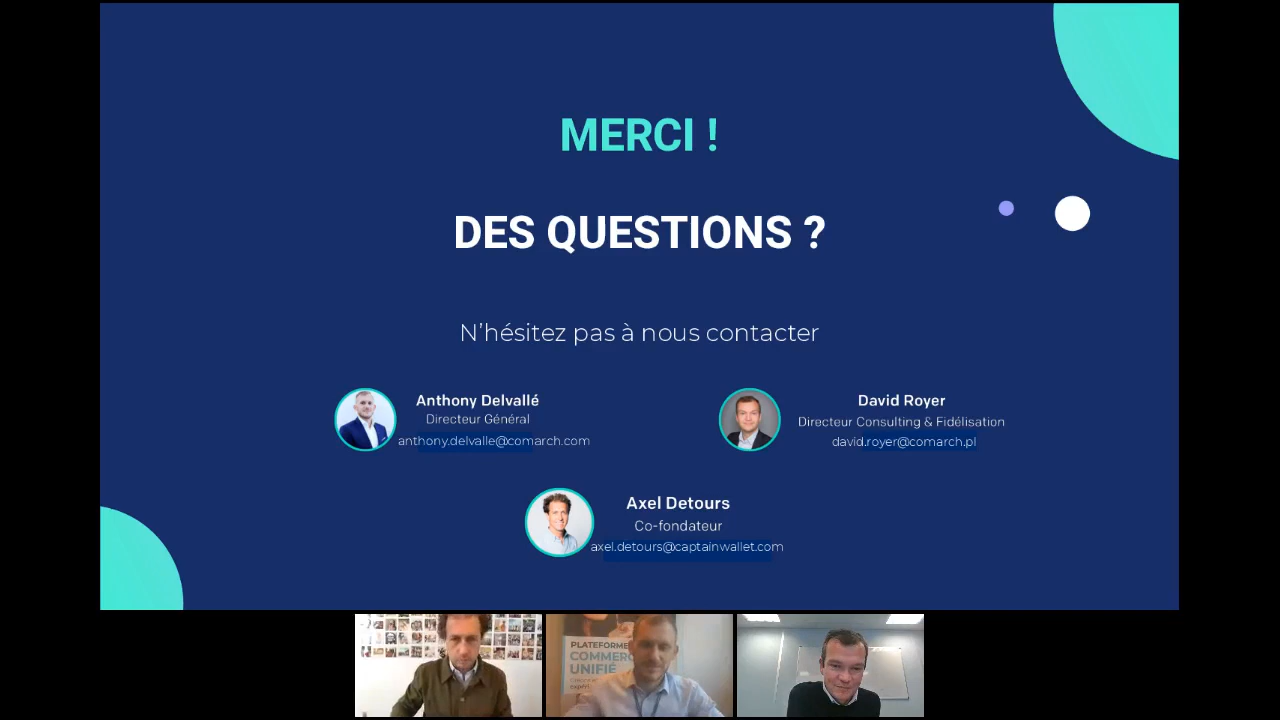 MERCI !
DES QUESTIONS ?
N'hésitez pas à nous contacter
Anthony Delvallé
Directeur Général
anthony.delvalle@comarch.com
David Royer
Directeur Consulting & Fidélisation
david.royer@comarch.pl
Axel Detours
Co-fondateur
axel.detours@captainwallet.com
PLATEFORME
COMMERC
UNIFIÉ